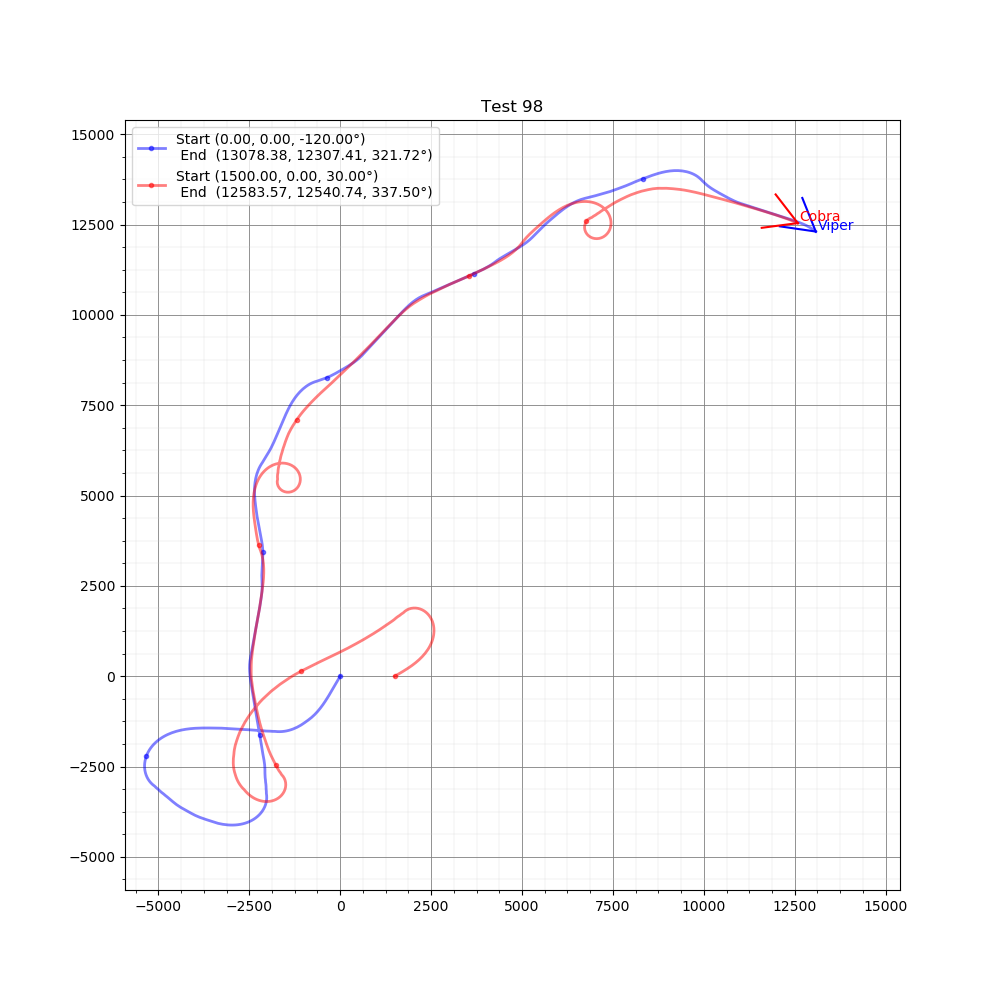 Test 98
Start (0.00, 0.00, -120.00°)
End  (13078.38, 12307.41, 321.72°)
Start (1500.00, 0.00, 30.00°)
End  (12583.57, 12540.74, 337.50°)
Cobra
Viper
15000
12500
10000
7500
5000
2500
0
−2500
−5000
−5000 −2500 0 2500 5000 7500 10000 12500 15000